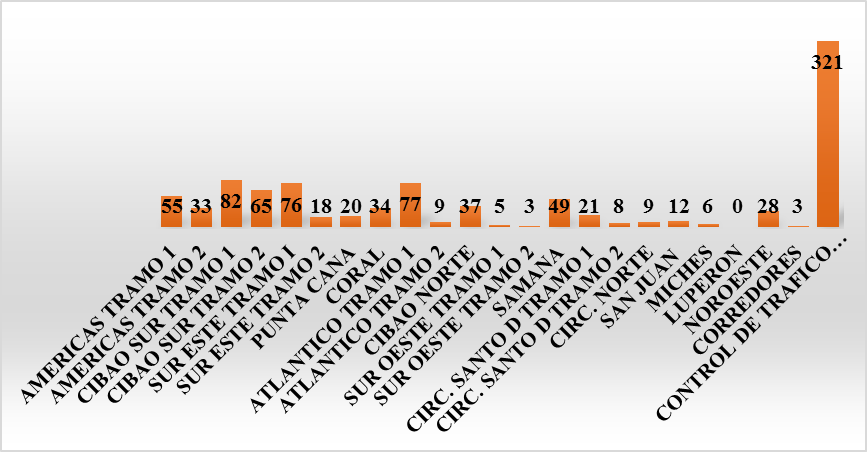 321
55 33 82 65 76 18 20 34 77 9 37 5 3 49 21 8 9 12 6 0 28 3
AMERICAS TRAMO 1
AMERICAS TRAMO 2
CIBAO SUR TRAMO 1
CIBAO SUR TRAMO 2
SUR ESTE TRAMO I
SUR ESTE TRAMO 2
PUNTA CANA
CORAL
ATLANTICO TRAMO 1
ATLANTICO TRAMO 2
CIBAO NORTE
SUR OESTE TRAMO 1
SUR OESTE TRAMO 2
SAMANA
CIRC. SANTO D TRAMO 1
CIRC. SANTO D TRAMO 2
CIRC. NORTE
SAN JUAN
MICHES
LUPERON
NOROESTE
CORREDORES
CONTROL DE TRAFICO...